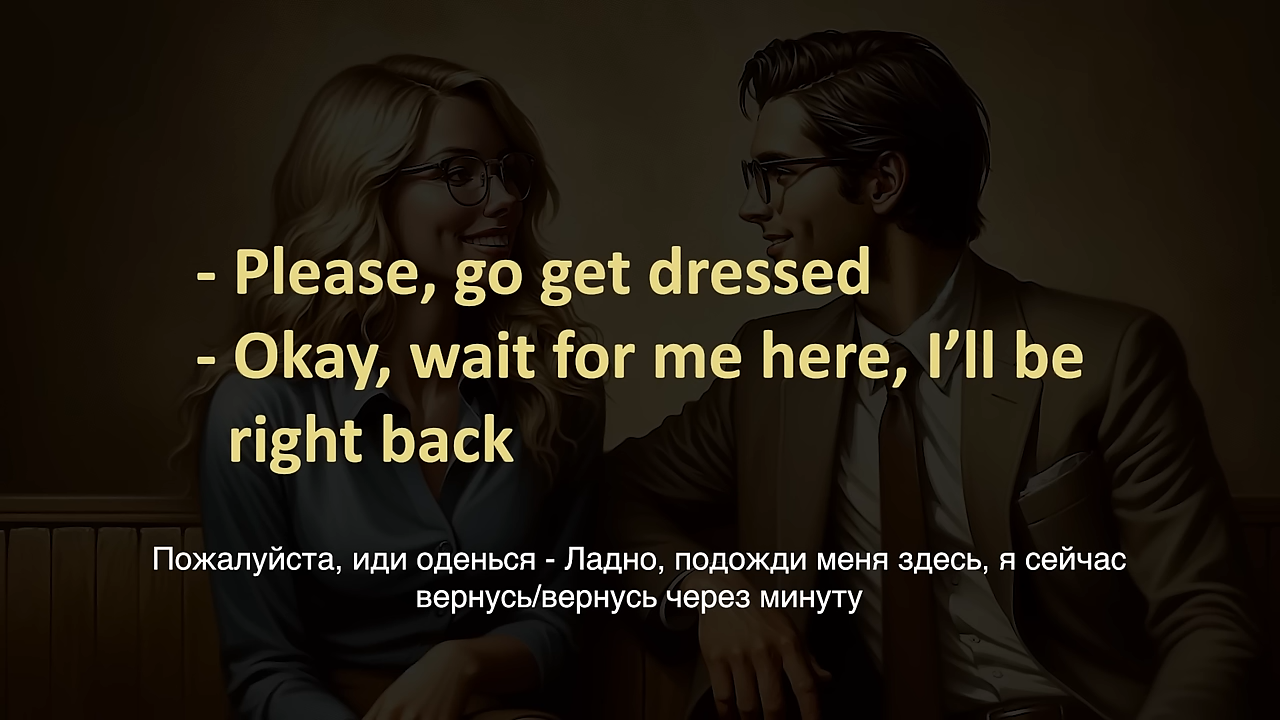 - Please, go get dressed
- Okay, wait for me here, I’ll be
right back
Пожалуйста, иди оденься - Ладно, подожди меня здесь, я сейчас
вернусь/вернусь через минуту